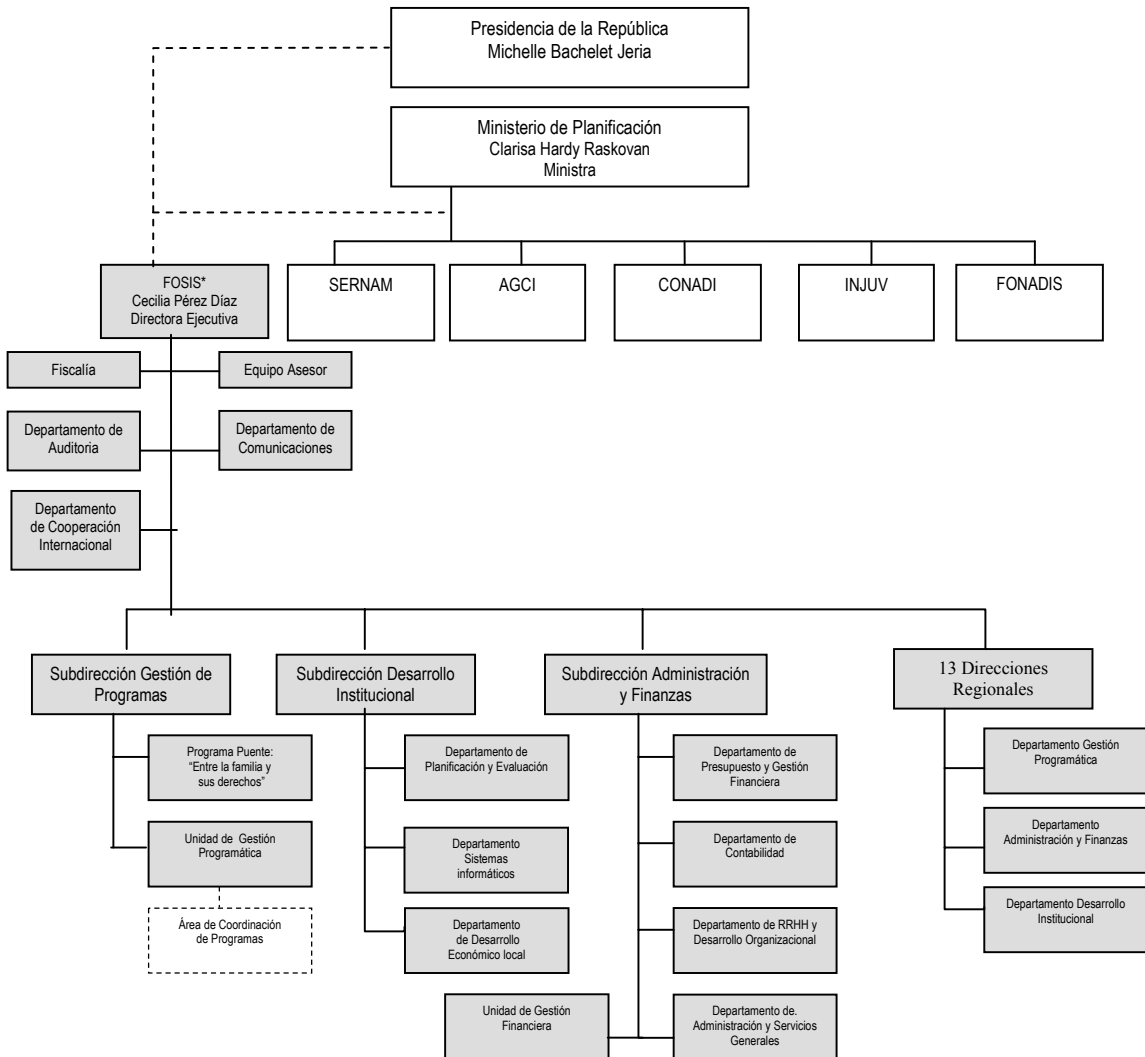 Presidencia de la República
Michelle Bachelet Jeria
Ministerio de Planificación
Clarisa Hardy Raskovan
Ministra
FOSIS*
Cecilia Pérez Díaz
Directora Ejecutiva
SERNAM
AGCI
CONADI
INJUV
FONADIS
Fiscalía
Equipo Asesor
Departamento de
Auditoria
Departamento de
Comunicaciones
Departamento
de Cooperación
Internacional
Subdirección Gestión de
Programas
Subdirección Desarrollo
Institucional
Subdirección Administración
y Finanzas
13 Direcciones
Regionales
Programa Puente:
“Entre la familia y
sus derechos”
Unidad de Gestión
Programática
Área de Coordinación
de Programas
Departamento de
Planificación y Evaluación
Departamento
Sistemas
informáticos
Departamento
de Desarrollo
Económico local
Departamento de
Presupuesto y Gestión
Financiera
Departamento de
Contabilidad
Departamento de RRHH y
Desarrollo Organizacional
Unidad de Gestión
Financiera
Departamento de.
Administración y Servicios
Generales
Departamento Gestión
Programática
Departamento
Administración y Finanzas
Departamento Desarrollo
Institucional